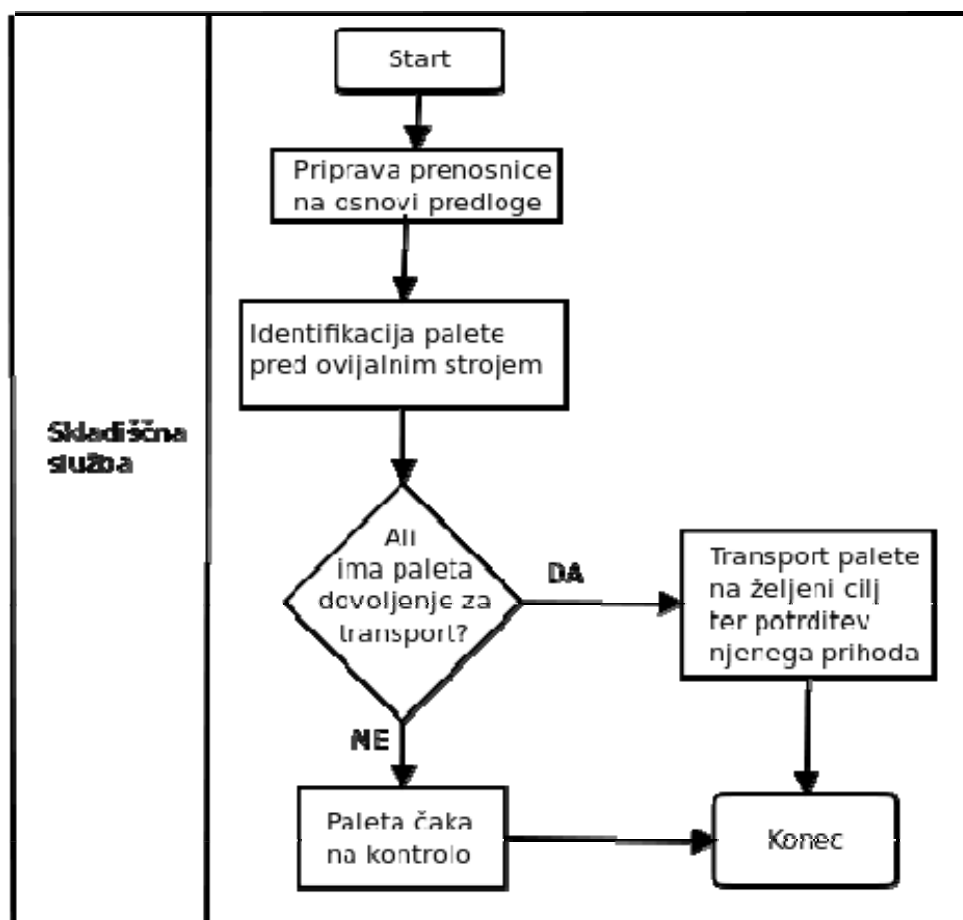 Start
Priprava prenosnice
na osnovi predloge
Identifikacija palete
pred ovijalnim strojem
Skladiščna
služba
Ali
ima paleta
dovoljenje za
transport?
DA
Transport palete
na željeni cilj
ter potrditev
njenega prihoda
NE
Paleta čaka
na kontrolo
Konec